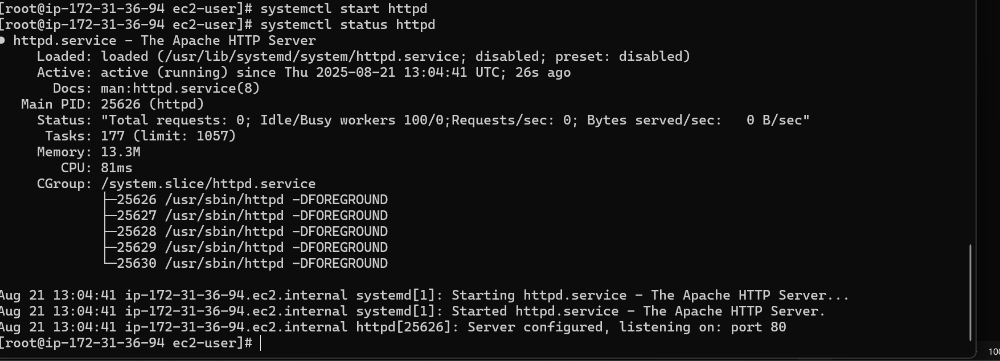 [root@ip-172-31-36-94 ec2-user]# systemctl start httpd
[root@ip-172-31-36-94 ec2-user]# systemctl status httpd
● httpd.service - The Apache HTTP Server
     Loaded: loaded (/usr/lib/systemd/system/httpd.service; disabled; preset: disabled)
     Active: active (running) since Thu 2025-08-21 13:04:41 UTC; 26s ago
       Docs: man:httpd.service(8)
   Main PID: 25626 (httpd)
     Status: "Total requests: 0; Idle/Busy workers 100/0;Requests/sec: 0; Bytes served/sec:   0 B/sec"
      Tasks: 177 (limit: 1057)
     Memory: 13.3M
        CPU: 81ms
     CGroup: /system.slice/httpd.service
             ├─25626 /usr/sbin/httpd -DFOREGROUND
             ├─25627 /usr/sbin/httpd -DFOREGROUND
             ├─25628 /usr/sbin/httpd -DFOREGROUND
             ├─25629 /usr/sbin/httpd -DFOREGROUND
             └─25630 /usr/sbin/httpd -DFOREGROUND

Aug 21 13:04:41 ip-172-31-36-94.ec2.internal systemd[1]: Starting httpd.service - The Apache HTTP Server...
Aug 21 13:04:41 ip-172-31-36-94.ec2.internal systemd[1]: Started httpd.service - The Apache HTTP Server.
Aug 21 13:04:41 ip-172-31-36-94.ec2.internal httpd[25626]: Server configured, listening on: port 80
[root@ip-172-31-36-94 ec2-user]#